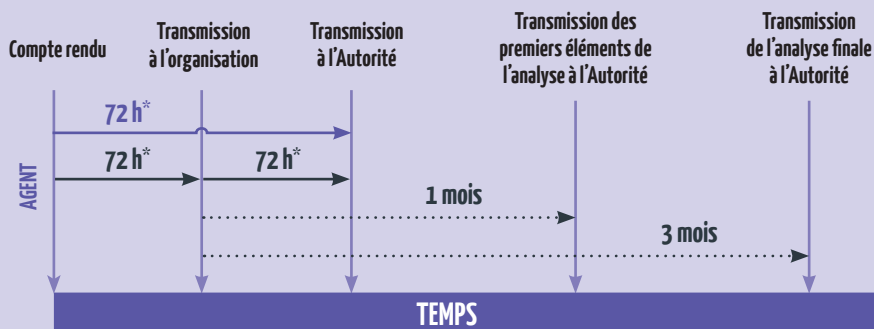 Compte rendu
Transmission
à l'organisation
Transmission
à l'Autorité
Transmission des
premiers éléments de
l'analyse à l'Autorité
Transmission
de l'analyse finale
à l'Autorité
72 h*
72 h*
72 h*
1 mois
3 mois
AGENT
TEMPS